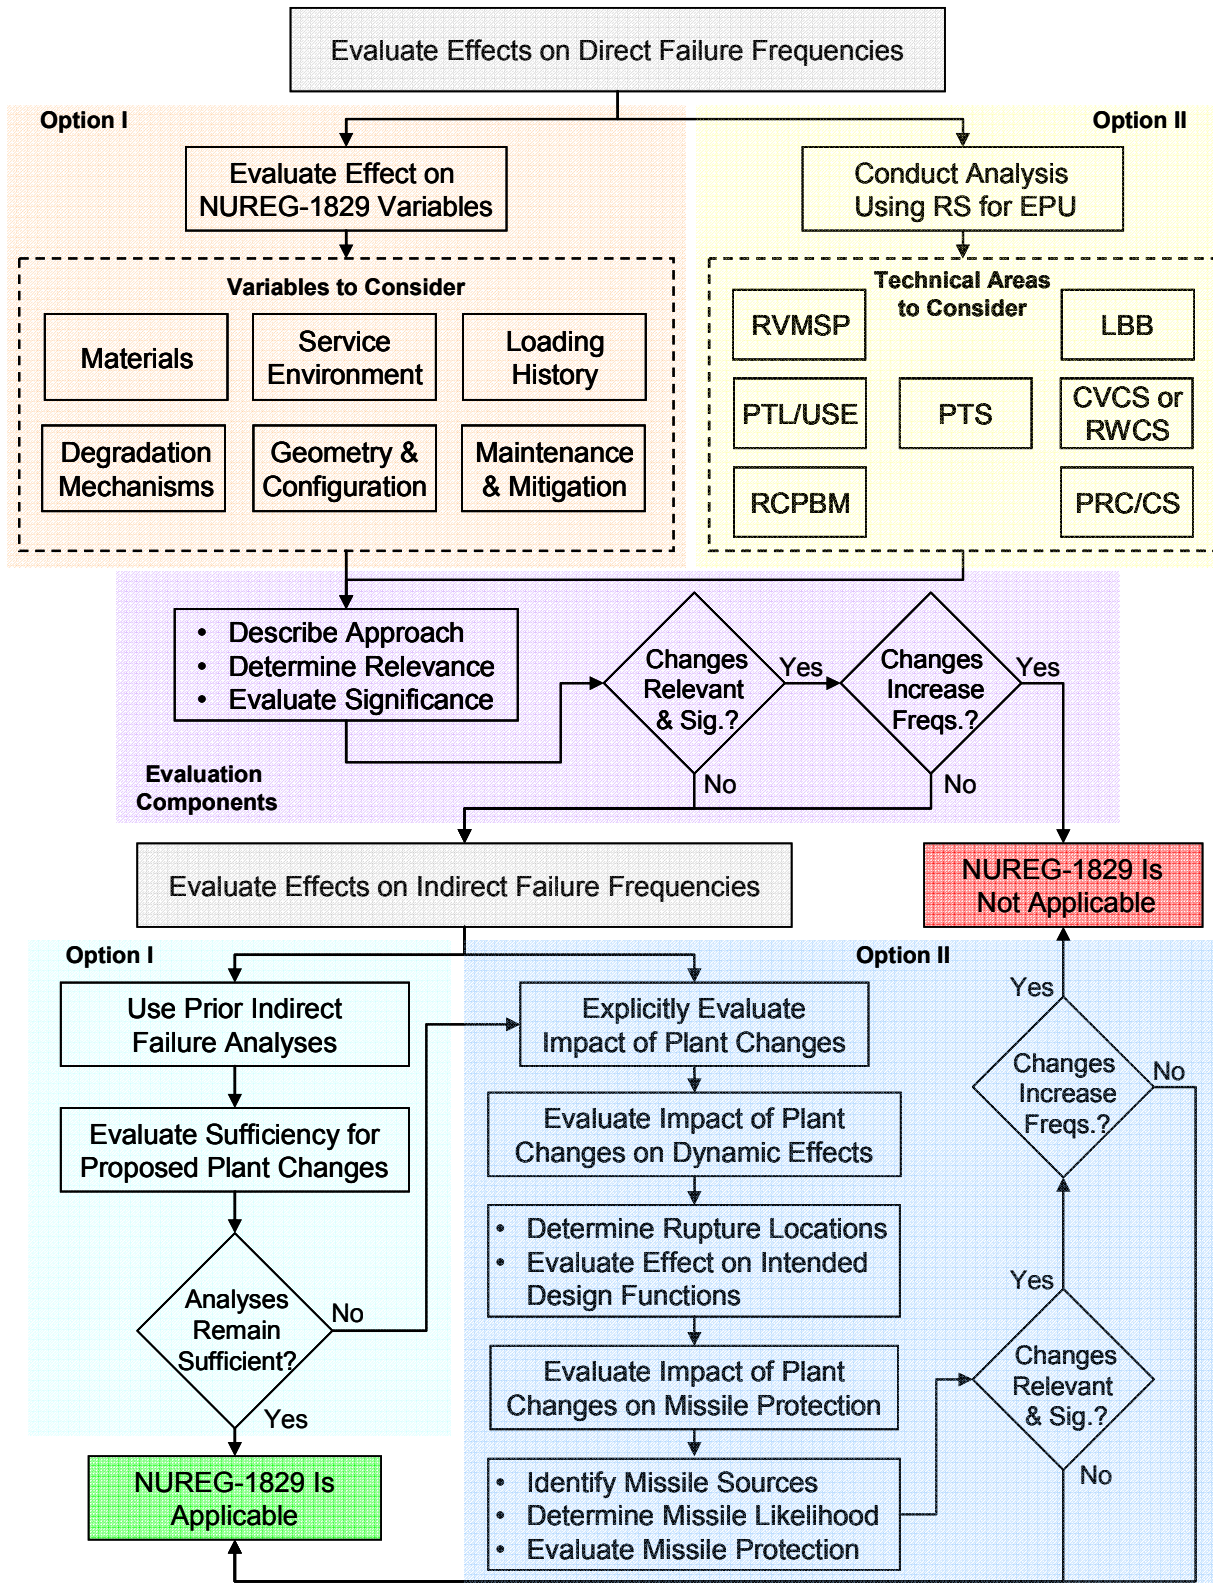 Evaluate Effects on Direct Failure Frequencies
Option I
Option II
Evaluate Effect on
NUREG-1829 Variables
Conduct Analysis
Using RS for EPU
Variables to Consider
Materials
Service
Environment
Loading
History
Degradation
Mechanisms
Geometry &
Configuration
Maintenance
& Mitigation
Technical Areas
to Consider
RVMSP
LBB
PTL/USE
PTS
CVCS or
RWCS
RCPBM
PRC/CS
• Describe Approach
• Determine Relevance
• Evaluate Significance
Changes
Relevant
& Sig.?
Yes
No
Changes
Increase
Freqs.?
Yes
No
Evaluation
Components
Evaluate Effects on Indirect Failure Frequencies
NUREG-1829 Is
Not Applicable
Option I
Option II
Use Prior Indirect
Failure Analyses
Evaluate Sufficiency for
Proposed Plant Changes
Analyses
Remain
Sufficient?
No
Yes
NUREG-1829 Is
Applicable
Explicitly Evaluate
Impact of Plant Changes
Evaluate Impact of Plant
Changes on Dynamic Effects
• Determine Rupture Locations
• Evaluate Effect on Intended
Design Functions
Evaluate Impact of Plant
Changes on Missile Protection
• Identify Missile Sources
• Determine Missile Likelihood
• Evaluate Missile Protection
Yes
Changes
Increase
Freqs.?
No
Yes
Changes
Relevant
& Sig.?
No